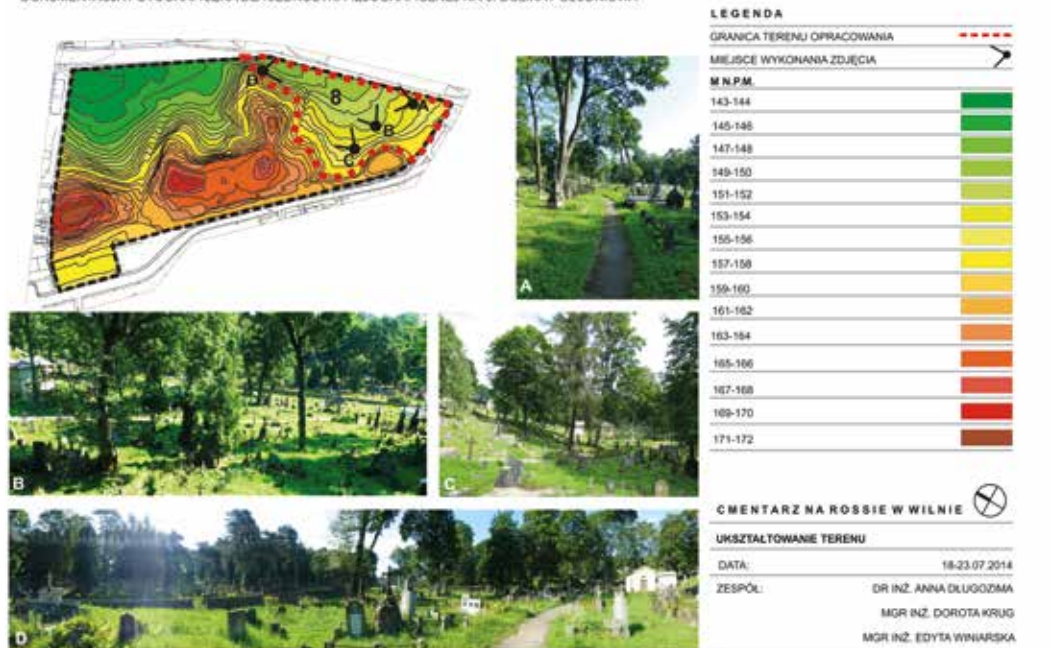 D
8
A
B
C
A
B
C
D
LEGENDA
GRANICA TERENU OPRACOWANIA
MIEJSCE WYKONANIA ZDJĘCIA
M N.P.M.
143-144
145-146
147-148
149-150
151-152
153-154
155-156
157-158
159-160
161-162
163-164
165-166
167-168
169-170
171-172
CMENTARZ NA ROSSIE W WILNIE
UKSZTAŁTOWANIE TERENU
DATA: 18-23.07.2014
ZESPÓŁ: DR INŻ. ANNA DŁUGOZIMA
MGR INŻ. DOROTA KRUG
MGR INŻ. EDYTA WINIARSKA